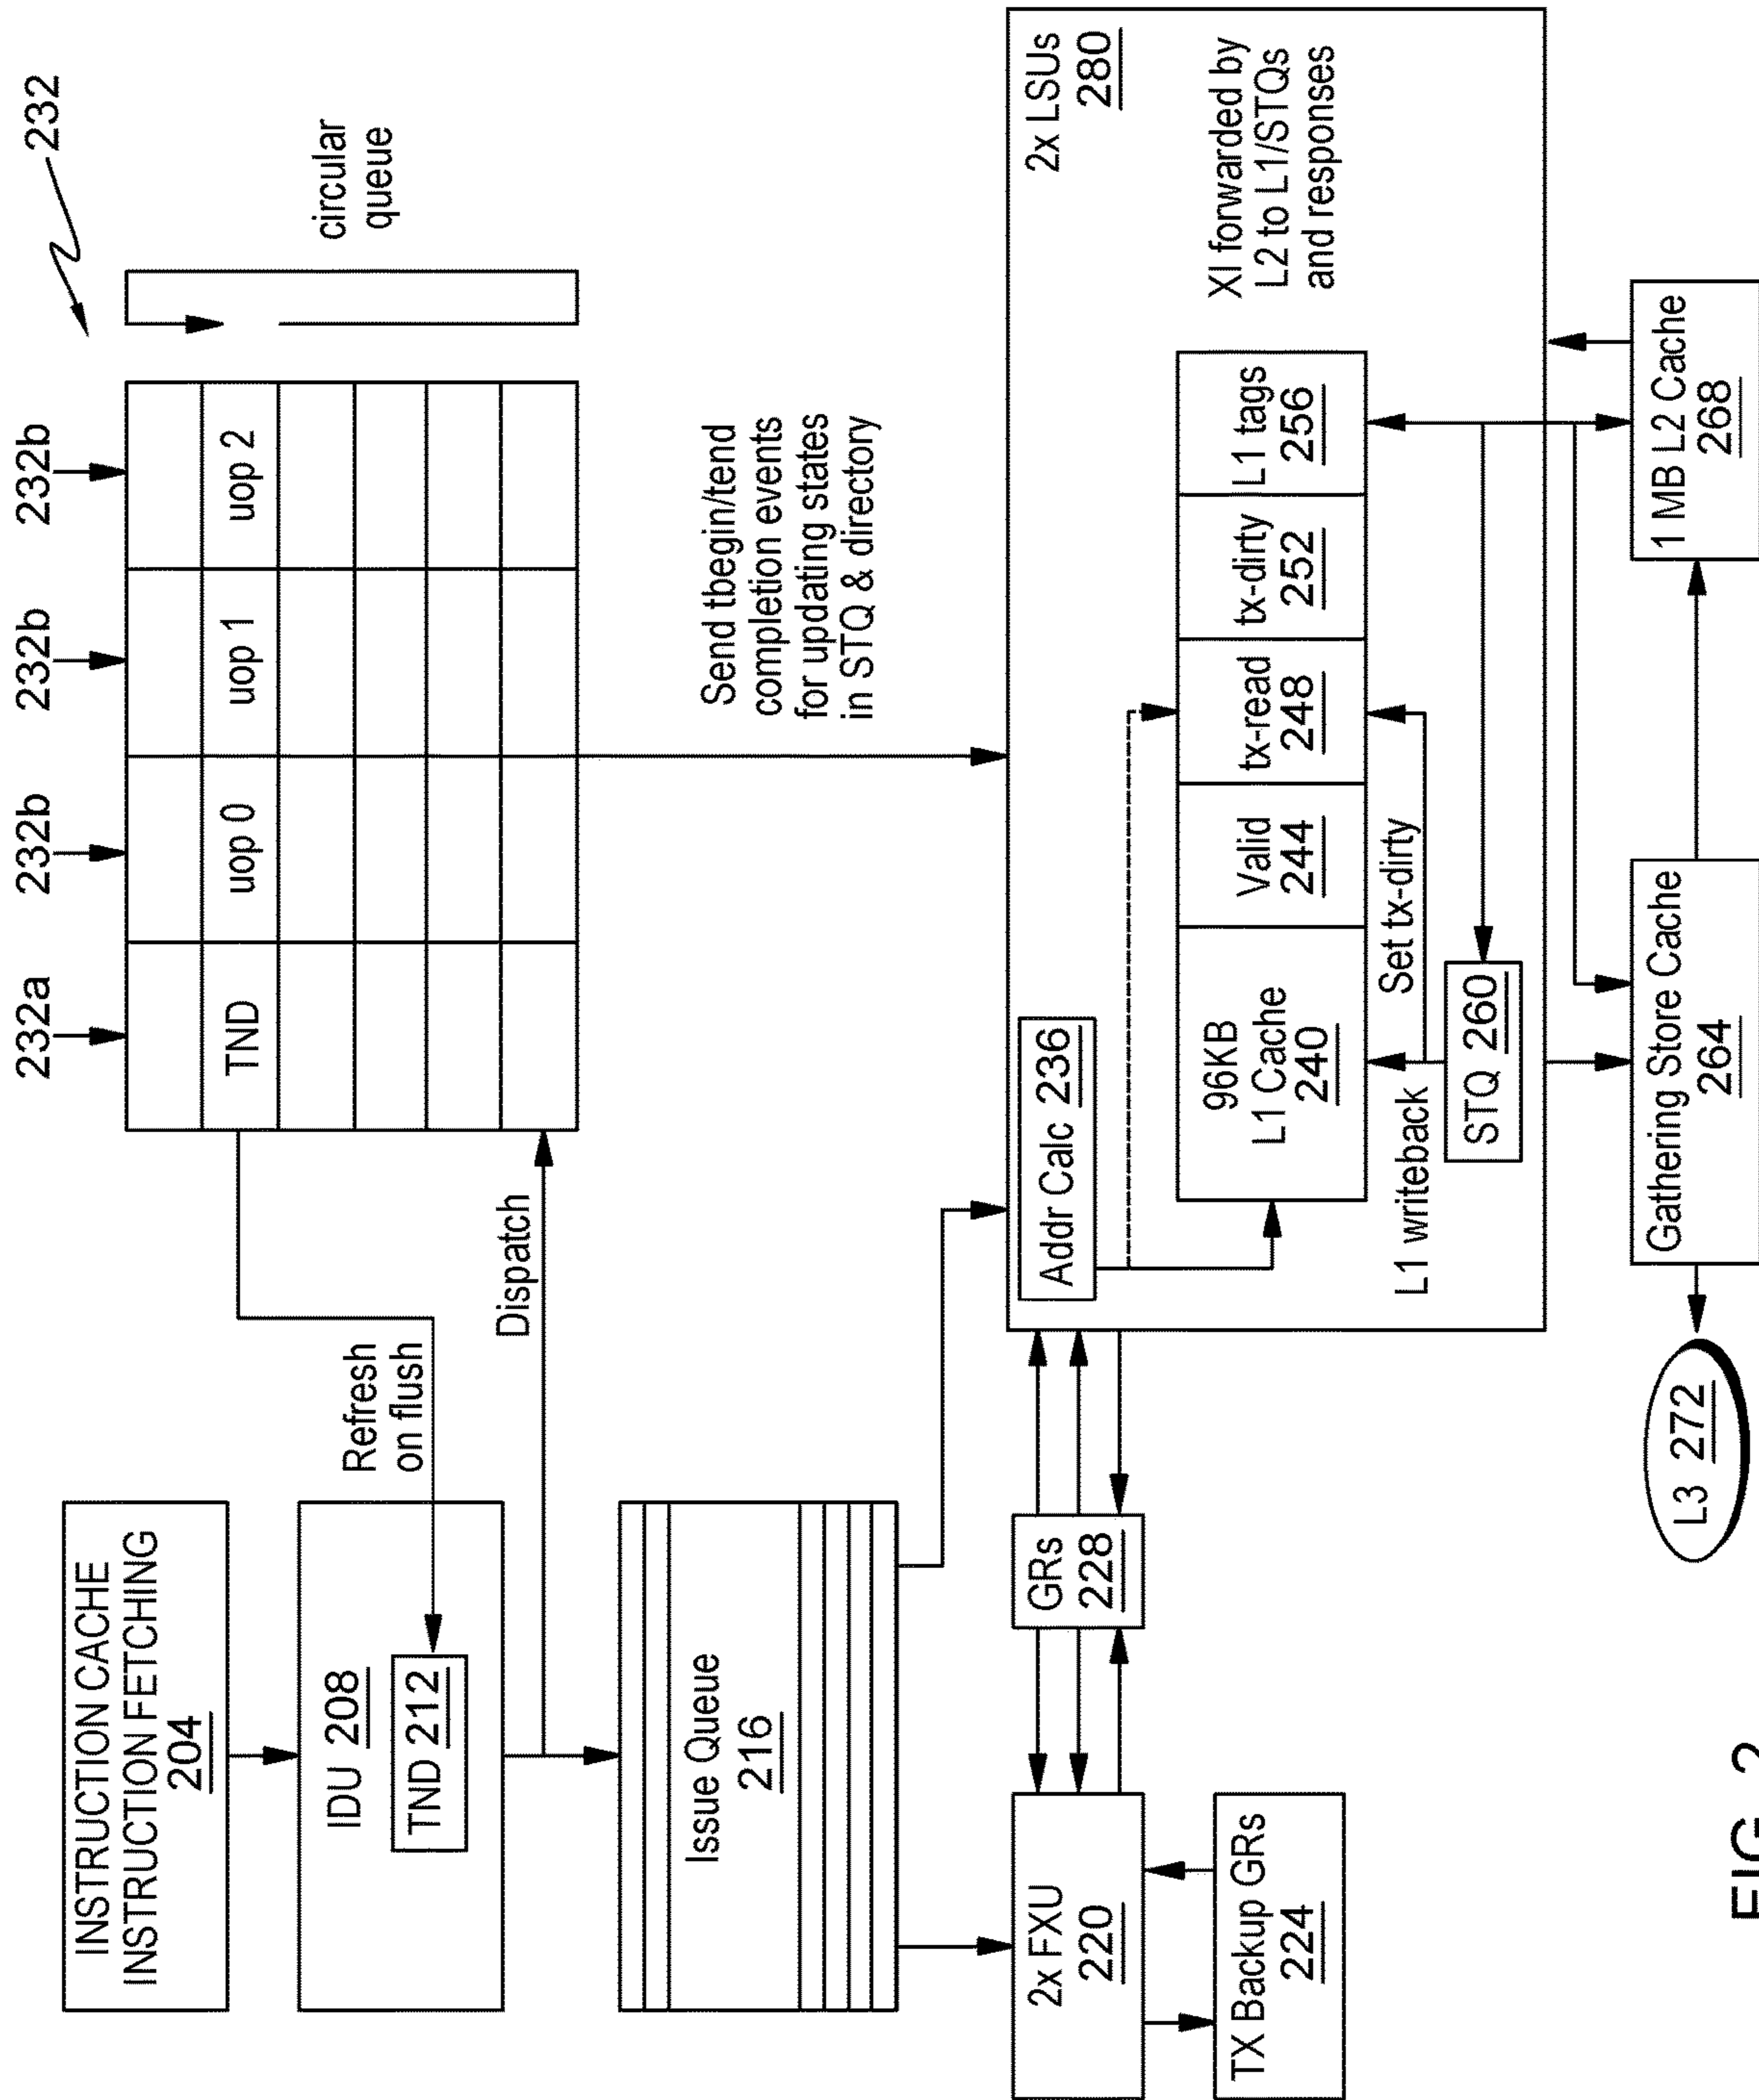 INSTRUCTION CACHE
INSTRUCTION FETCHING
204
IDU 208
TND 212
Refresh
on flush
Dispatch
Issue Queue
216
2x FXU
220
TX Backup GRs
224
GRs
228
232a
232b
232b
232b
232
TND
uop 0
uop 1
uop 2
circular
queue
Send tbegin/tend
completion events
for updating states
in STQ & directory
2x LSUs
280
Addr Calc 236
96KB
L1 Cache
240
Valid
244
tx-read
248
tx-dirty
252
L1 tags
256
XI forwarded by
L2 to L1/STQs
and responses
L1 writeback
Set tx-dirty
STQ 260
Gathering Store Cache
264
1 MB L2 Cache
268
L3 272
FIG. 2